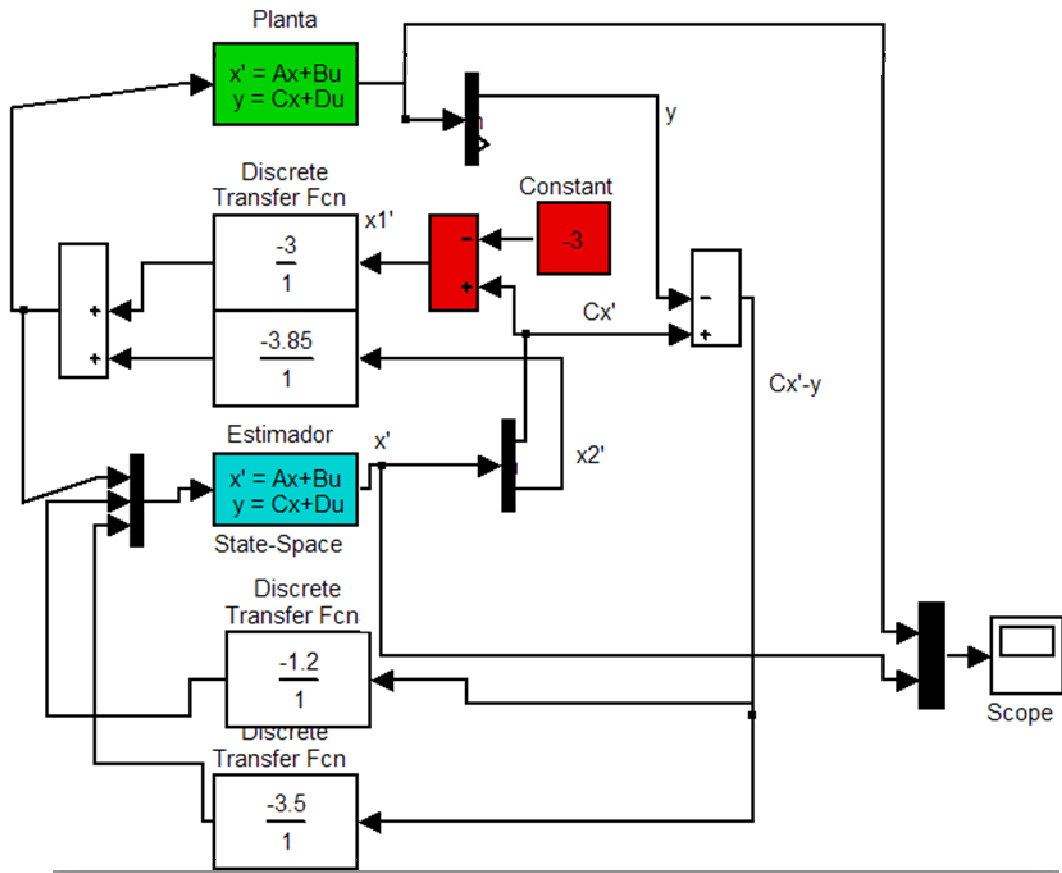 Planta
x' = Ax+Bu
y = Cx+Du
y
Discrete
Transfer Fcn
Constant
x1'
-3
1
-
+
-3
+
+
Cx'
-
+
-3.85
1
Cx'-y
Estimador
x'
x2'
x' = Ax+Bu
y = Cx+Du
State-Space
Discrete
Transfer Fcn
-1.2
1
Scope
Discrete
Transfer Fcn
-3.5
1